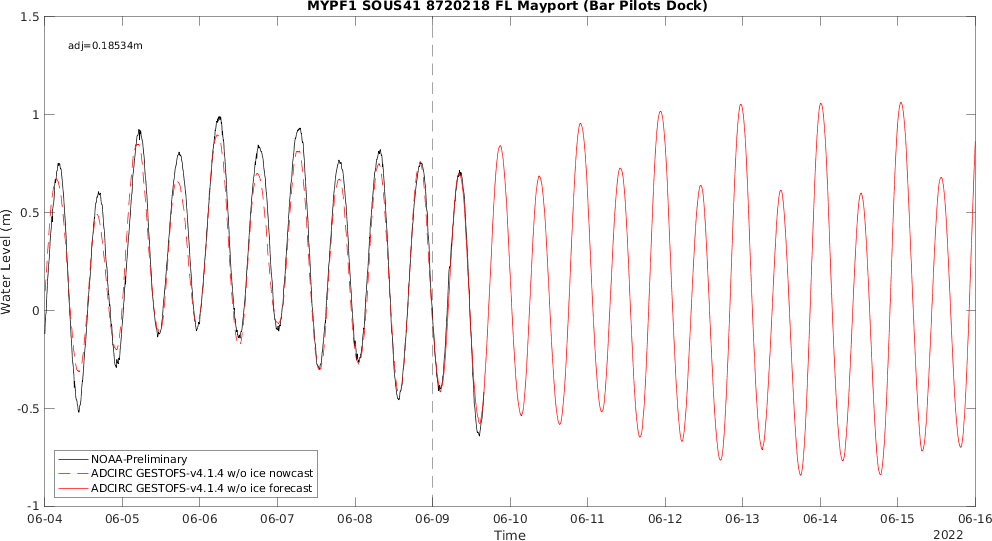 MYPF1 SOUS41 8720218 FL Mayport (Bar Pilots Dock)
1.5
adj=0.18534m
1
0.5
Water Level (m)
0
-0.5
NOAA-Preliminary
ADCIRC GESTOFS-v4.1.4 w/o ice nowcast
ADCIRC GESTOFS-v4.1.4 w/o ice forecast
-1
06-04 06-05 06-06 06-07 06-08 06-09 06-10 06-11 06-12 06-13 06-14 06-15 06-16
Time
2022